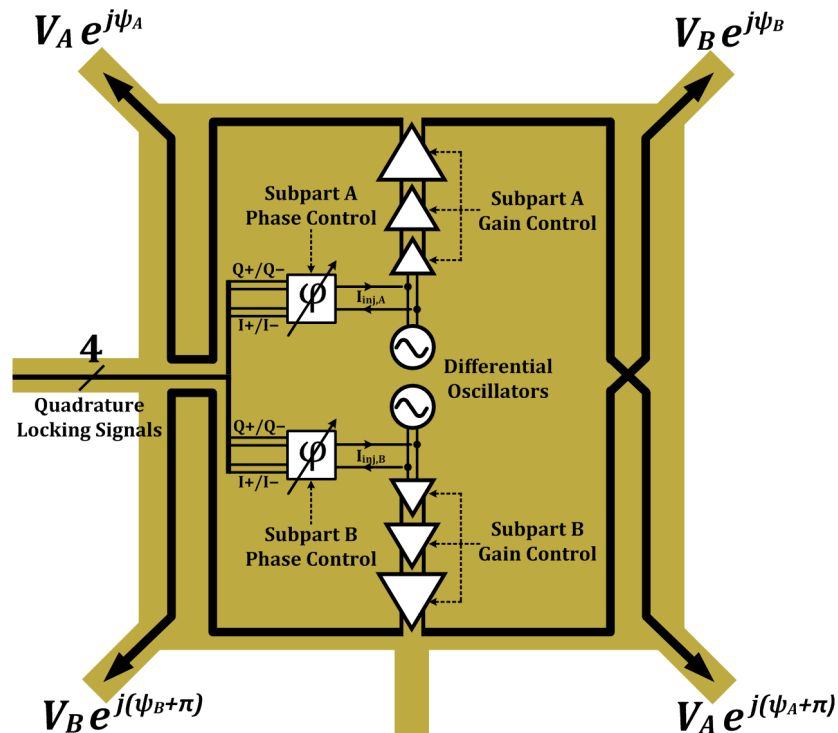 V_A e^{jψ_A}
V_B e^{jψ_B}
Subpart A
Phase Control
Subpart A
Gain Control
Q+/Q−
φ
I_{inj,A}
I+/I−
4
Quadrature
Locking Signals
Differential
Oscillators
Q+/Q−
φ
I_{inj,B}
I+/I−
Subpart B
Phase Control
Subpart B
Gain Control
V_B e^{j(ψ_B+π)}
V_A e^{j(ψ_A+π)}